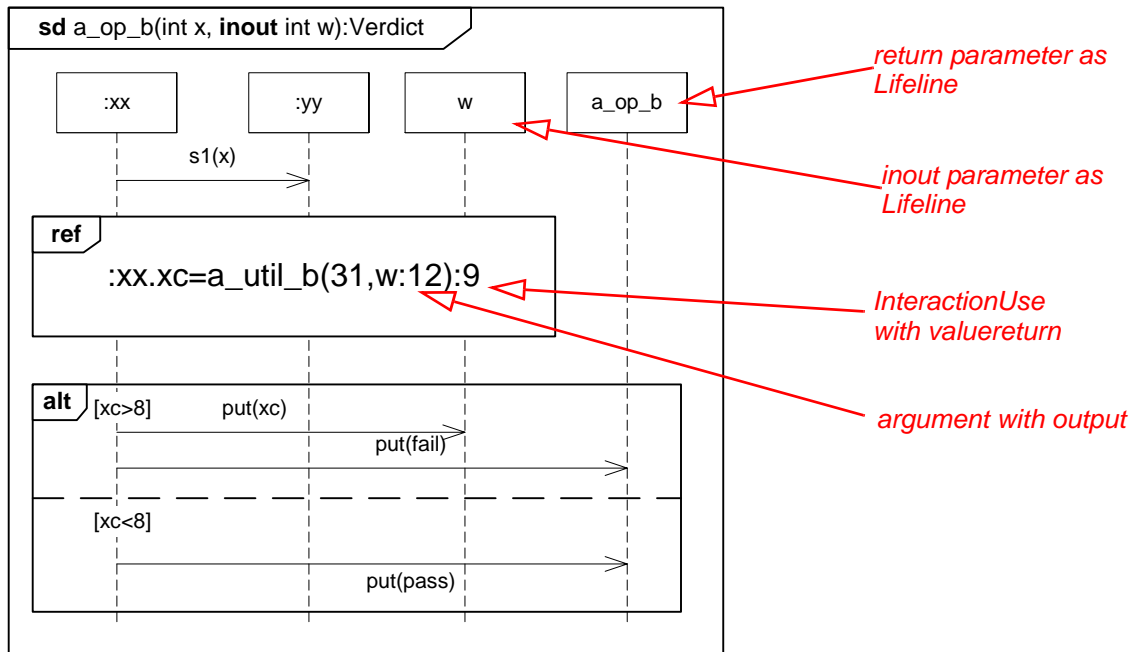 sd a_op_b(int x, inout int w):Verdict
return parameter as
Lifeline
:xx
:yy
w
a_op_b
s1(x)
inout parameter as
Lifeline
ref
:xx.xc=a_util_b(31,w:12):9
InteractionUse
with valuereturn
alt
[xc>8]
put(xc)
argument with output
put(fail)
[xc<8]
put(pass)